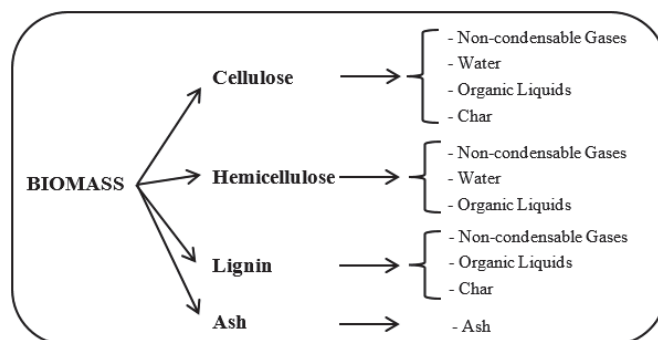 BIOMASS
Cellulose
- Non-condensable Gases
- Water
- Organic Liquids
- Char
Hemicellulose
- Non-condensable Gases
- Water
- Organic Liquids
Lignin
- Non-condensable Gases
- Organic Liquids
- Char
Ash
- Ash